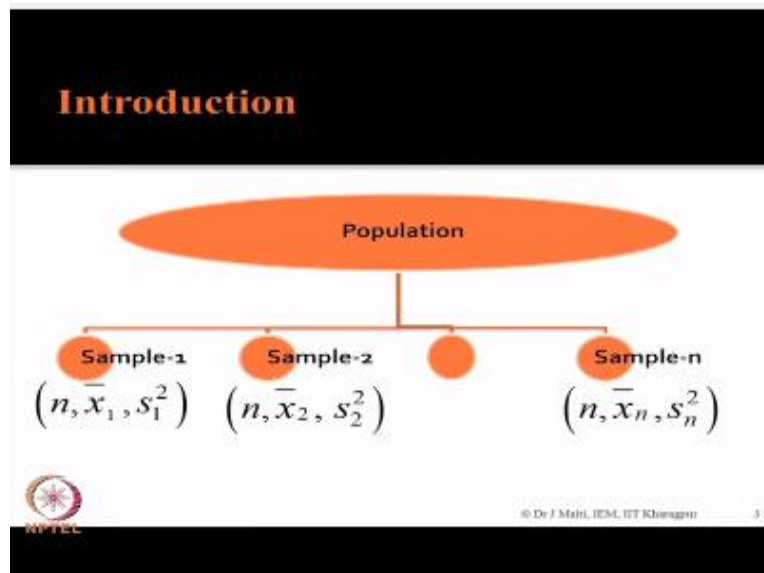 Introduction
Population
Sample-1 Sample-2 Sample-n
(n, x̄₁, s₁²) (n, x̄₂, s₂²) (n, x̄ₙ, sₙ²)
NPTEL
© Dr J Maiti, IEM, IIT Kharagpur 3